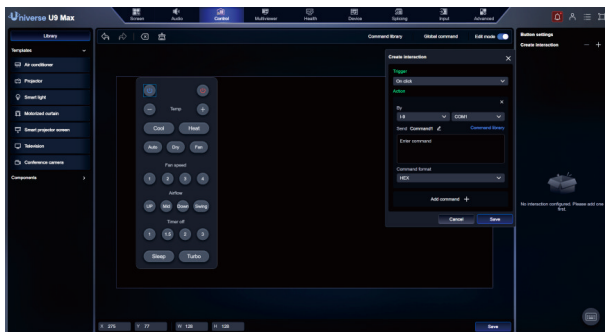 Universe U9 Max
Screen
Audio
Control
Multiviewer
Health
Device
Splicing
Input
Advanced
Library
Command library
Global command
Edit mode
Button settings
Create interaction
Templates
Air conditioner
Projector
Smart light
Motorized curtain
Smart projector screen
Television
Conference camera
Components
Temp
Cool
Heat
Auto
Dry
Fan
Fan speed
1
2
3
4
Airflow
UP
Mid
Down
Swing
Timer off
1
1.5
2
3
Sleep
Turbo
Create interaction
Trigger
On click
Action
By
I-8
COM1
Send Command1
Command library
Enter command
Command format
HEX
Add command
Cancel
Save
No interaction configured. Please add one
first.
X 275
Y 77
W 128
H 128
Save